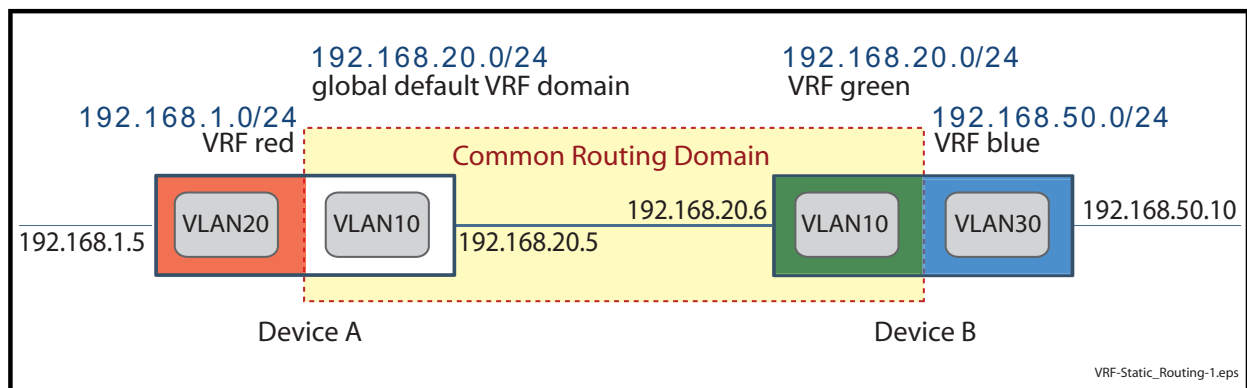 192.168.20.0/24
global default VRF domain
192.168.20.0/24
VRF green
192.168.1.0/24
VRF red
192.168.50.0/24
VRF blue
Common Routing Domain
VLAN20
VLAN10
VLAN10
VLAN30
192.168.1.5
192.168.20.5
192.168.20.6
192.168.50.10
Device A
Device B
VRF-Static_Routing-1.eps